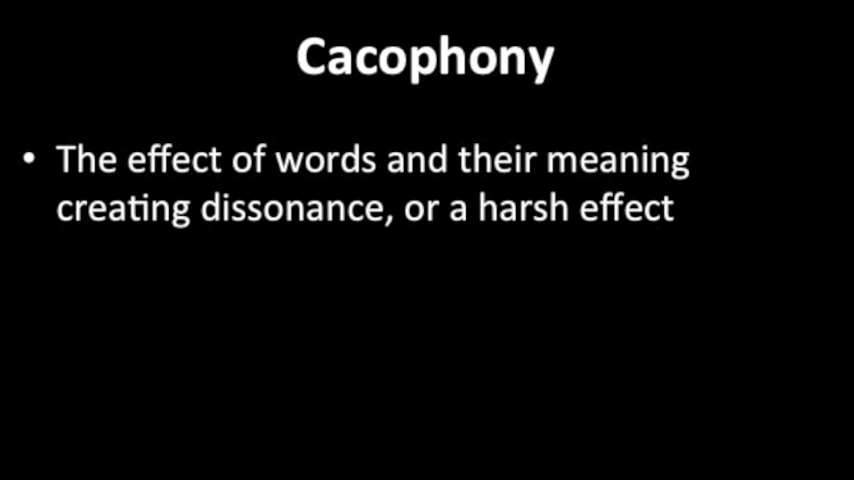 Cacophony
• The effect of words and their meaning
creating dissonance, or a harsh effect